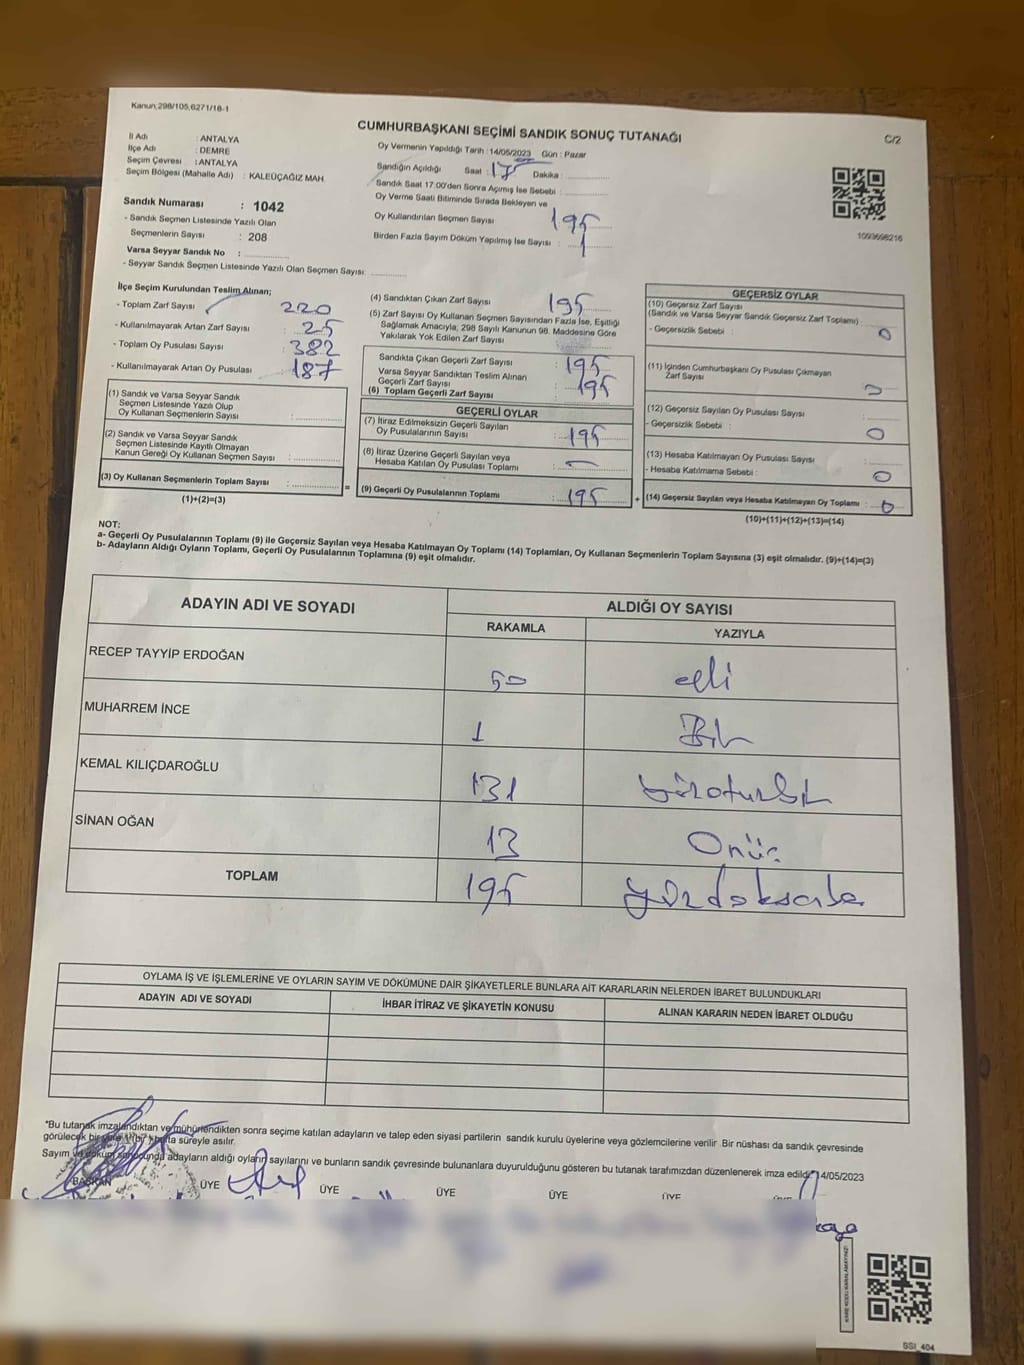 Kanun;298/105,6271/18-1
CUMHURBAŞKANI SEÇİMİ SANDIK SONUÇ TUTANAĞI
C/2
İl Adı : ANTALYA
İlçe Adı : DEMRE
Seçim Çevresi : ANTALYA
Seçim Bölgesi (Mahalle Adı) : KALEÜÇAĞIZ MAH.
Sandık Numarası : 1042
- Sandık Seçmen Listesinde Yazılı Olan
Seçmenlerin Sayısı : 208
Varsa Seyyar Sandık No :
- Seyyar Sandık Seçmen Listesinde Yazılı Olan Seçmen Sayısı:
Oy Vermenin Yapıldığı Tarih :14/05/2023 Gün : Pazar
Sandığın Açıldığı Saat : 17 Dakika :
Sandık Saat 17:00'den Sonra Açımış İse Sebebi :
Oy Verme Saati Bitiminde Sırada Bekleyen ve
Oy Kullandırılan Seçmen Sayısı 195
Birden Fazla Sayım Döküm Yapılmış İse Sayısı : 1
1093698216
İlçe Seçim Kurulundan Teslim Alınan;
- Toplam Zarf Sayısı 220
- Kullanılmayarak Artan Zarf Sayısı : 25
- Toplam Oy Pusulası Sayısı : 382
- Kullanılmayarak Artan Oy Pusulası : 187
(1) Sandık ve Varsa Seyyar Sandık
Seçmen Listesinde Yazılı Olup
Oy Kullanan Seçmenlerin Sayısı :
(2) Sandık ve Varsa Seyyar Sandık
Seçmen Listesinde Kayıtlı Olmayan
Kanun Gereği Oy Kullanan Seçmen Sayısı :
(3) Oy Kullanan Seçmenlerin Toplam Sayısı :
(1)+(2)=(3)
=
(4) Sandıktan Çıkan Zarf Sayısı 195
(5) Zarf Sayısı Oy Kullanan Seçmen Sayısından Fazla İse, Eşitliği
Sağlamak Amacıyla; 298 Sayılı Kanunun 98. Maddesine Göre
Yakılarak Yok Edilen Zarf Sayısı
Sandıkta Çıkan Geçerli Zarf Sayısı : 195
Varsa Seyyar Sandıktan Teslim Alınan
Geçerli Zarf Sayısı
(6) Toplam Geçerli Zarf Sayısı : 195
GEÇERLİ OYLAR
(7) İtiraz Edilmeksizin Geçerli Sayılan
Oy Pusulalarının Sayısı : 195
(8) İtiraz Üzerine Geçerli Sayılan veya
Hesaba Katılan Oy Pusulası Toplamı :
(9) Geçerli Oy Pusulalarının Toplamı : 195
+
GEÇERSİZ OYLAR
(10) Geçersiz Zarf Sayısı
(Sandık ve Varsa Seyyar Sandık Geçersiz Zarf Toplamı) :
- Geçersizlik Sebebi : 0
(11) İçinden Cumhurbaşkanı Oy Pusulası Çıkmayan
Zarf Sayısı : 0
(12) Geçersiz Sayılan Oy Pusulası Sayısı :
- Geçersizlik Sebebi : 0
(13) Hesaba Katılmayan Oy Pusulası Sayısı :
- Hesaba Katılmama Sebebi : 0
(14) Geçersiz Sayılan veya Hesaba Katılmayan Oy Toplamı : 0
(10)+(11)+(12)+(13)=(14)
NOT:
a- Geçerli Oy Pusulalarının Toplamı (9) ile Geçersiz Sayılan veya Hesaba Katılmayan Oy Toplamı (14) Toplamları, Oy Kullanan Seçmenlerin Toplam Sayısına (3) eşit olmalıdır. (9)+(14)=(3)
b- Adayların Aldığı Oyların Toplamı, Geçerli Oy Pusulalarının Toplamına (9) eşit olmalıdır.
ADAYIN ADI VE SOYADI
ALDIĞI OY SAYISI
RAKAMLA YAZIYLA
RECEP TAYYİP ERDOĞAN 50 elli
MUHARREM İNCE 1 Bir
KEMAL KILIÇDAROĞLU 131 yüzotuzbir
SİNAN OĞAN 13 Onüç
TOPLAM 195 yüzdoksanbeş
OYLAMA İŞ VE İŞLEMLERİNE VE OYLARIN SAYIM VE DÖKÜMÜNE DAİR ŞİKAYETLERLE BUNLARA AİT KARARLARIN NELERDEN İBARET BULUNDUKLARI
ADAYIN ADI VE SOYADI İHBAR İTİRAZ VE ŞİKAYETİN KONUSU ALINAN KARARIN NEDEN İBARET OLDUĞU
*Bu tutanak imzalandıktan ve mühürlendikten sonra seçime katılan adayların ve talep eden siyasi partilerin sandık kurulu üyelerine veya gözlemcilerine verilir Bir nüshası da sandık çevresinde
görülecek bir süreyle asılır.
Sayım ve döküm sonucunda adayların aldığı oyların sayılarını ve bunların sandık çevresinde bulunanlara duyurulduğunu gösteren bu tutanak tarafımızdan düzenlenerek imza edildi. 14/05/2023
BAŞKAN ÜYE ÜYE ÜYE ÜYE ÜYE
SSI_404